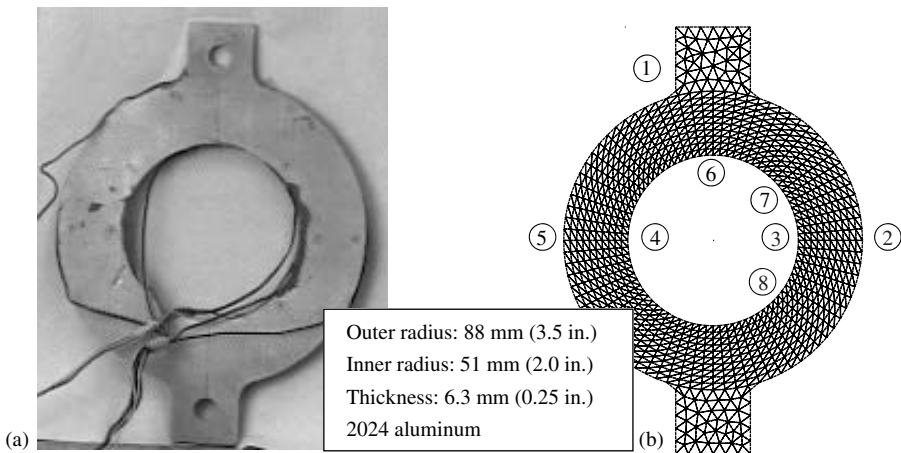 1
6
7
5
4
3
2
8
Outer radius: 88 mm (3.5 in.)
Inner radius: 51 mm (2.0 in.)
Thickness: 6.3 mm (0.25 in.)
2024 aluminum
(a)
(b)